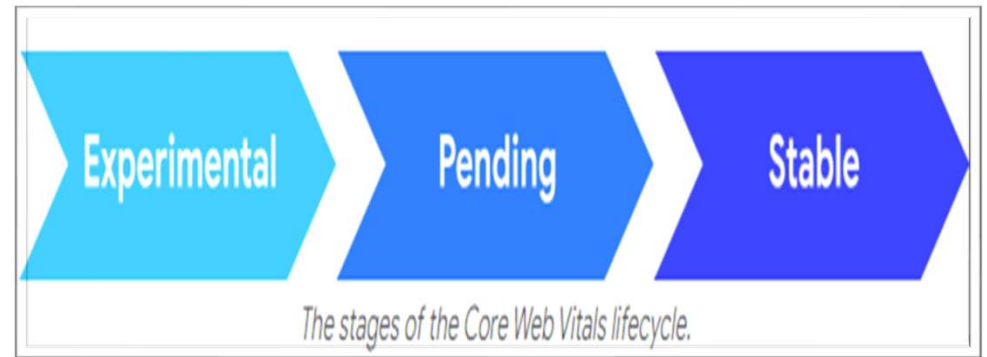 Experimental Pending Stable
The stages of the Core Web Vitals lifecycle.